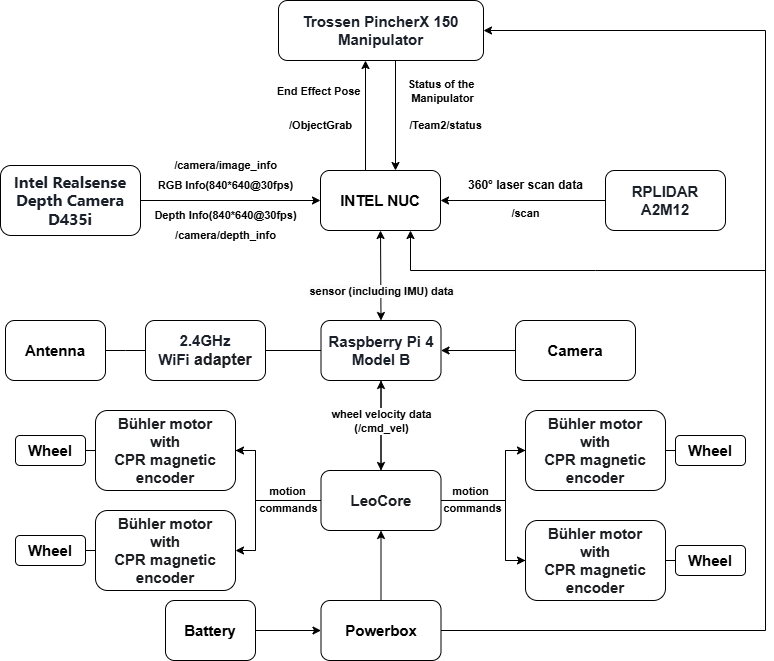 Trossen PincherX 150
Manipulator
End Effect Pose
/ObjectGrab
Status of the
Manipulator
/Team2/status
Intel Realsense
Depth Camera
D435i
/camera/image_info
RGB Info(840*640@30fps)
Depth Info(840*640@30fps)
/camera/depth_info
INTEL NUC
360° laser scan data
/scan
RPLIDAR
A2M12
sensor (including IMU) data
Antenna
2.4GHz
WiFi adapter
Raspberry Pi 4
Model B
Camera
wheel velocity data
(/cmd_vel)
Wheel
Bühler motor
with
CPR magnetic
encoder
Bühler motor
with
CPR magnetic
encoder
Wheel
motion
commands
LeoCore
motion
commands
Wheel
Bühler motor
with
CPR magnetic
encoder
Bühler motor
with
CPR magnetic
encoder
Wheel
Battery
Powerbox